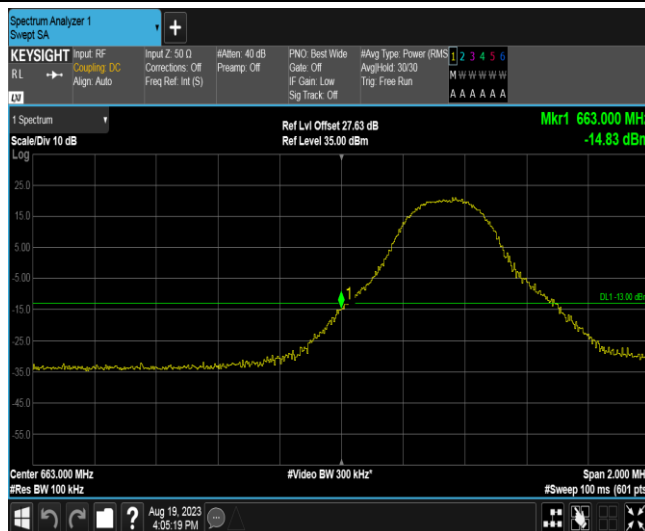 Spectrum Analyzer 1
Swept SA
+
KEYSIGHT
RL
LXI
Input: RF
Coupling: DC
Align: Auto
Input Z: 50 Ω
Corrections: Off
Freq Ref: Int (S)
#Atten: 40 dB
Preamp: Off
PNO: Best Wide
Gate: Off
IF Gain: Low
Sig Track: Off
#Avg Type: Power (RMS
Avg|Hold: 30/30
Trig: Free Run
1 2 3 4 5 6
M W W W W W
A A A A A A
1 Spectrum
Scale/Div 10 dB
Log
Ref Lvl Offset 27.63 dB
Ref Level 35.00 dBm
Mkr1 663.000 MHz
-14.83 dBm
25.0
15.0
5.00
-5.00
-15.0
-25.0
-35.0
-45.0
-55.0
1
DL1 -13.00 dBm
Center 663.000 MHz
#Res BW 100 kHz
#Video BW 300 kHz*
Span 2.000 MHz
#Sweep 100 ms (601 pts)
?
Aug 19, 2023
4:05:19 PM